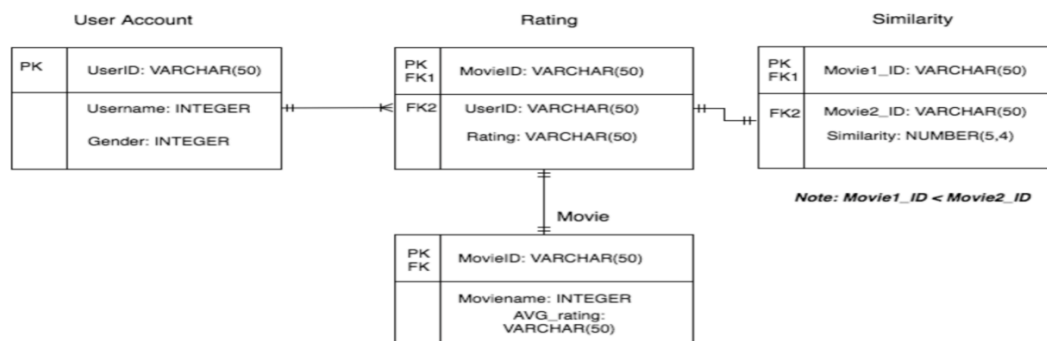 User Account
PK
UserID: VARCHAR(50)
Username: INTEGER
Gender: INTEGER
Rating
PK
FK1
MovieID: VARCHAR(50)
FK2
UserID: VARCHAR(50)
Rating: VARCHAR(50)
Similarity
PK
FK1
Movie1_ID: VARCHAR(50)
FK2
Movie2_ID: VARCHAR(50)
Similarity: NUMBER(5,4)
Note: Movie1_ID < Movie2_ID
Movie
PK
FK
MovieID: VARCHAR(50)
Moviename: INTEGER
AVG_rating:
VARCHAR(50)